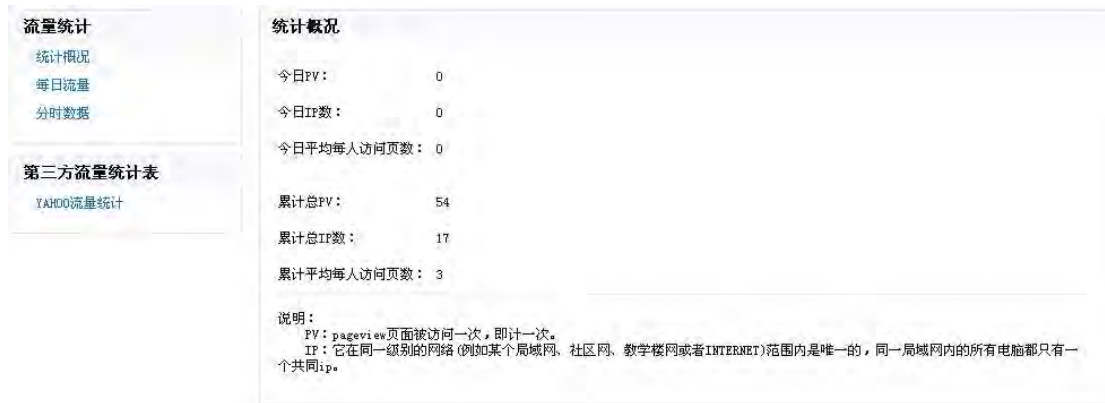 流量统计
统计概况
每日流量
分时数据
第三方流量统计表
YAHOO流量统计
统计概况
今日PV: 0
今日IP数: 0
今日平均每人访问页数: 0
累计总PV: 54
累计总IP数: 17
累计平均每人访问页数: 3
说明:
PV:pageview页面被访问一次,即计一次。
IP:它在同一级别的网络(例如某个局域网、社区网、教学楼网或者INTERNET)范围内是唯一的,同一局域网内的所有电脑都只有一
个共同ip。